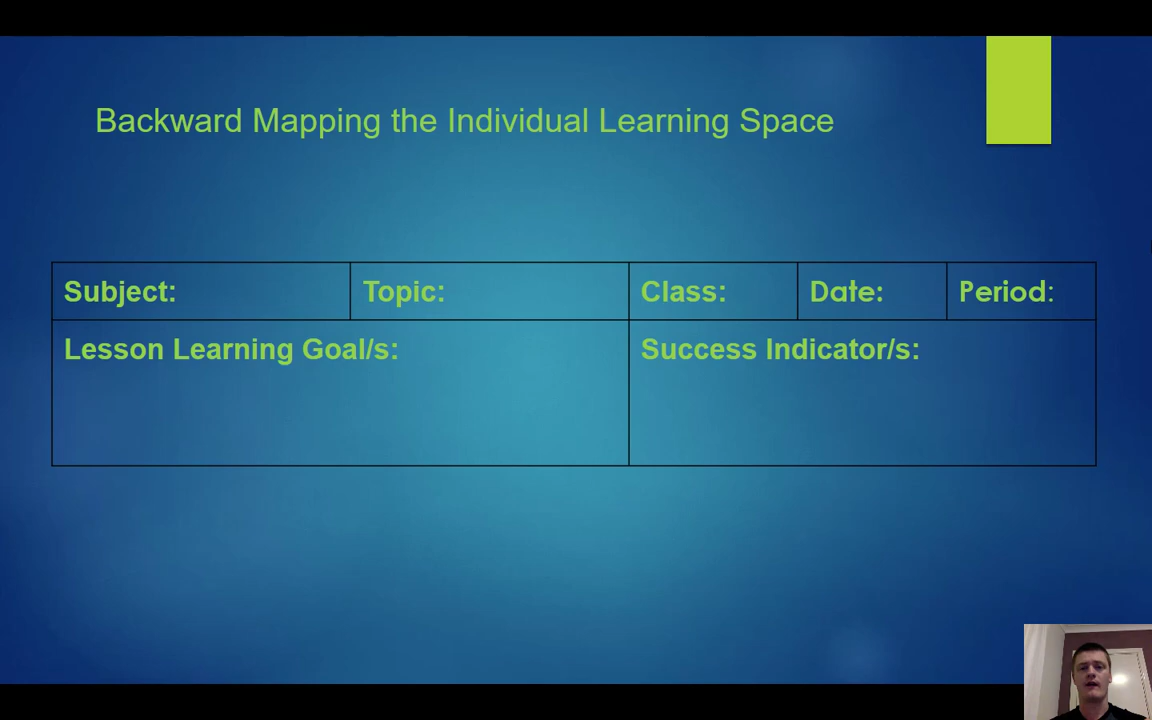 Backward Mapping the Individual Learning Space
Subject: Topic: Class: Date: Period:
Lesson Learning Goal/s: Success Indicator/s: